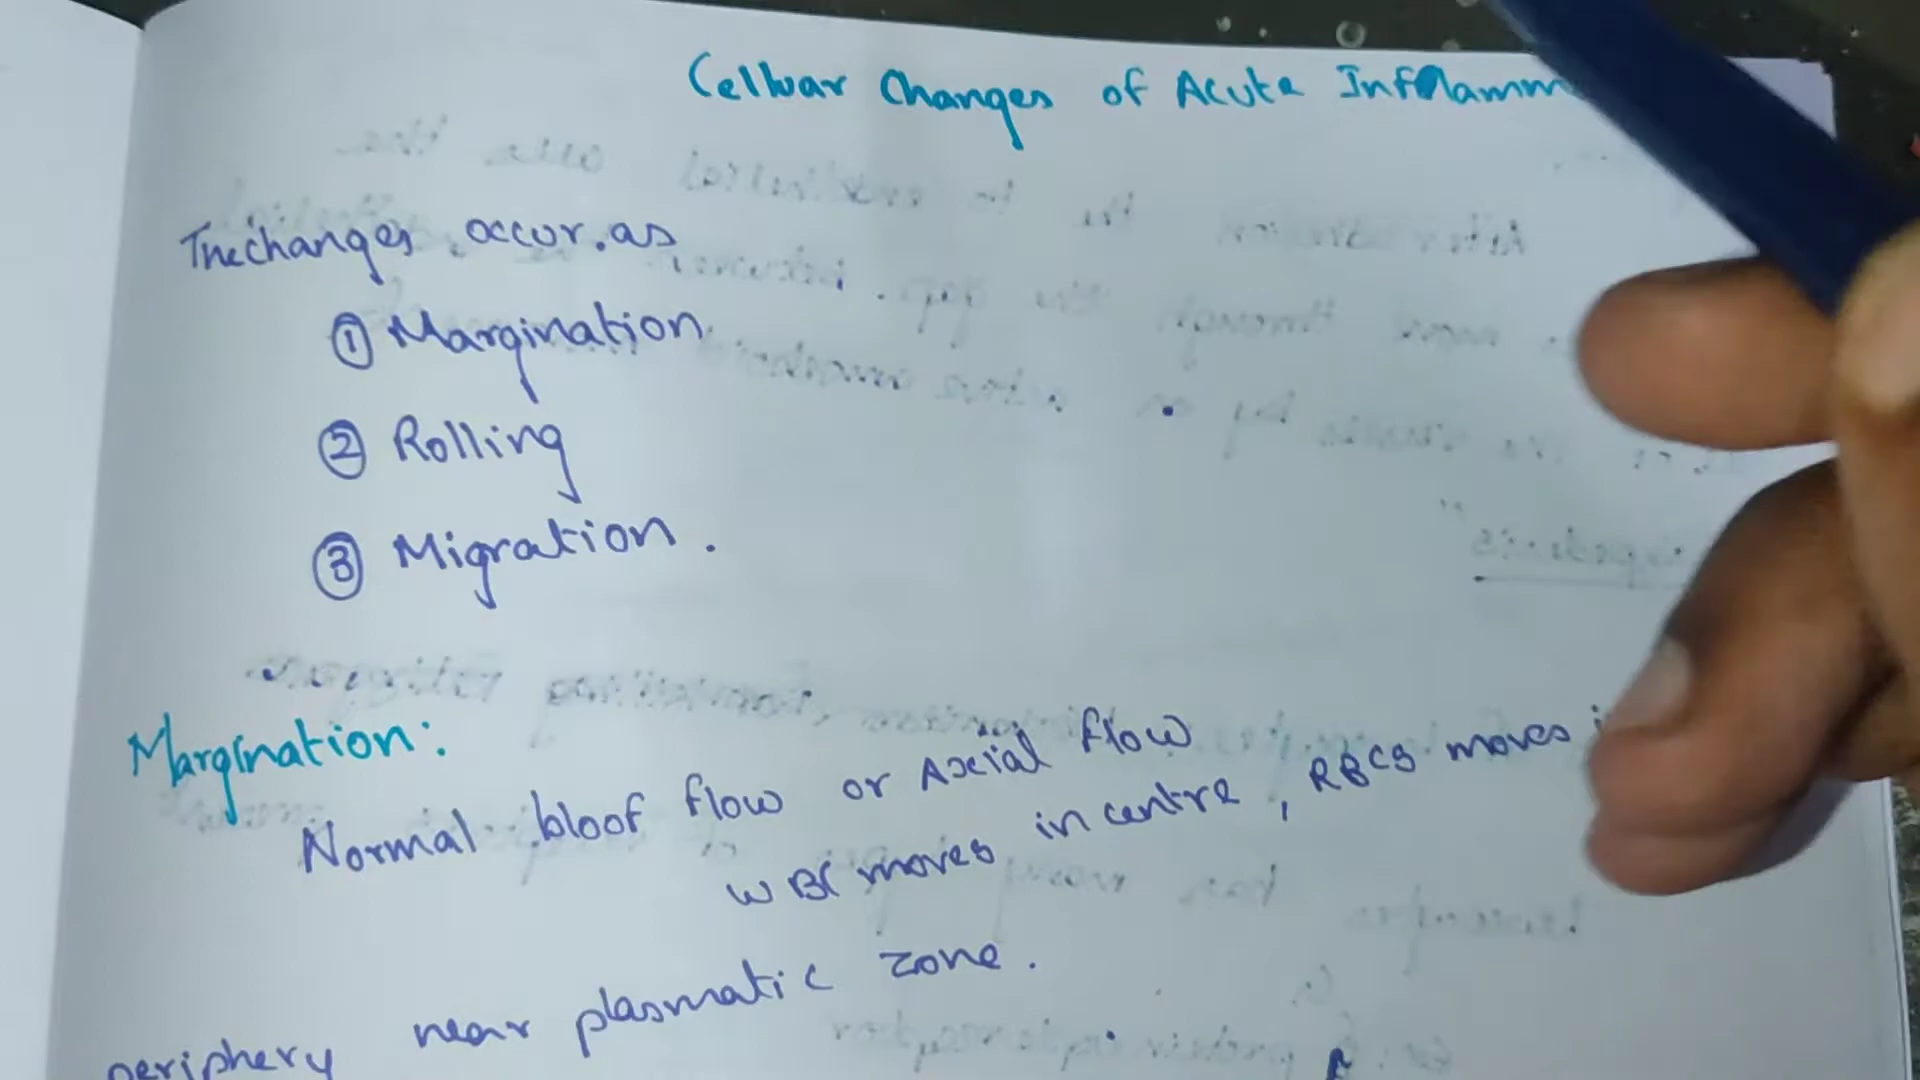 Celluar Changes of Acute Inflamm
The changes occur as
① Margination
② Rolling
③ Migration.
Margination:
Normal bloof flow or Axial flow
WBC moves in centre, RBCs moves i
periphery near plasmatic zone.